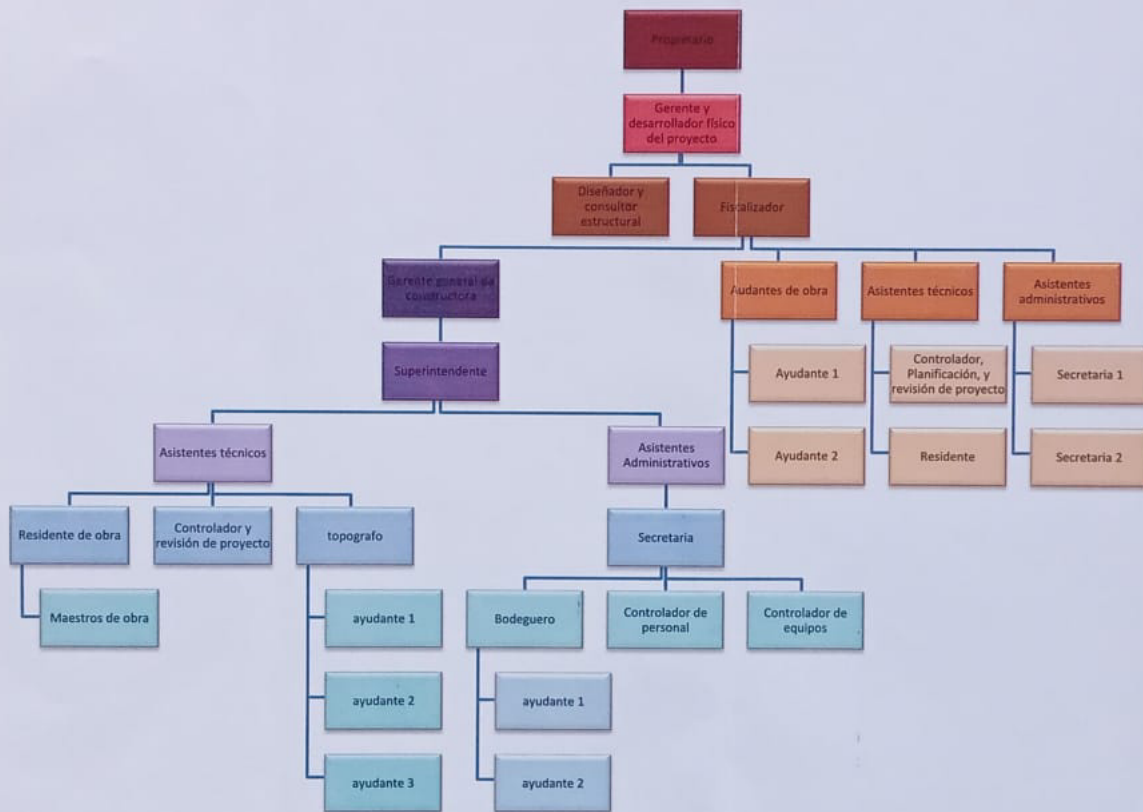 Propietario
Gerente y
desarrollador físico
del proyecto
Diseñador y
consultor
estructural
Fiscalizador
Gerente general de
constructora
Audantes de obra
Asistentes técnicos
Asistentes
administrativos
Superintendente
Ayudante 1
Controlador,
Planificación, y
revisión de proyecto
Secretaria 1
Asistentes técnicos
Asistentes
Administrativos
Ayudante 2
Residente
Secretaria 2
Residente de obra
Controlador y
revisión de proyecto
topografo
Secretaria
Maestros de obra
ayudante 1
Bodeguero
Controlador de
personal
Controlador de
equipos
ayudante 2
ayudante 1
ayudante 3
ayudante 2